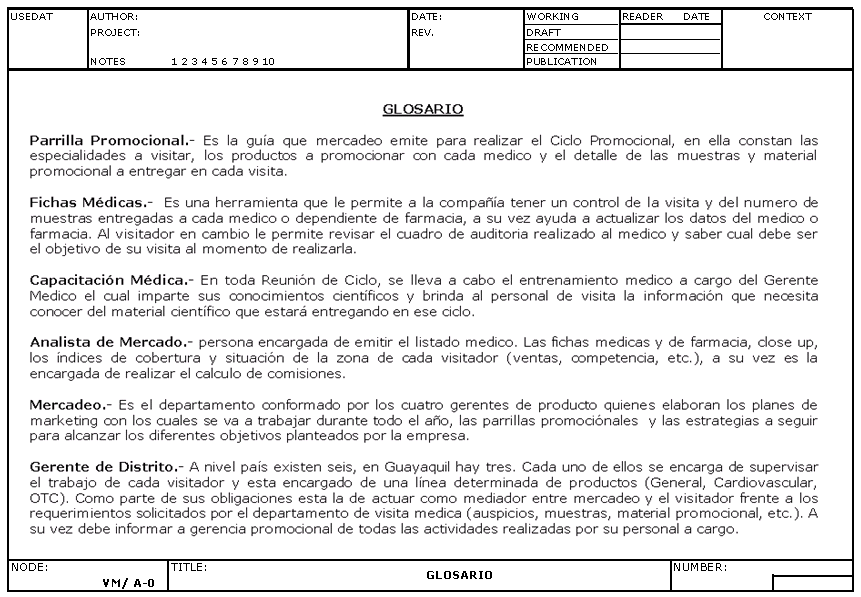 USEDAT AUTHOR: DATE: WORKING READER DATE CONTEXT
PROJECT: REV. DRAFT
RECOMMENDED
NOTES 1 2 3 4 5 6 7 8 9 10 PUBLICATION
GLOSARIO
Parrilla Promocional.- Es la guía que mercadeo emite para realizar el Ciclo Promocional, en ella constan las
especialidades a visitar, los productos a promocionar con cada medico y el detalle de las muestras y material
promocional a entregar en cada visita.
Fichas Médicas.- Es una herramienta que le permite a la compañía tener un control de la visita y del numero de
muestras entregadas a cada medico o dependiente de farmacia, a su vez ayuda a actualizar los datos del medico o
farmacia. Al visitador en cambio le permite revisar el cuadro de auditoria realizado al medico y saber cual debe ser
el objetivo de su visita al momento de realizarla.
Capacitación Médica.- En toda Reunión de Ciclo, se lleva a cabo el entrenamiento medico a cargo del Gerente
Medico el cual imparte sus conocimientos científicos y brinda al personal de visita la información que necesita
conocer del material científico que estará entregando en ese ciclo.
Analista de Mercado.- persona encargada de emitir el listado medico. Las fichas medicas y de farmacia, close up,
los índices de cobertura y situación de la zona de cada visitador (ventas, competencia, etc.), a su vez es la
encargada de realizar el calculo de comisiones.
Mercadeo.- Es el departamento conformado por los cuatro gerentes de producto quienes elaboran los planes de
marketing con los cuales se va a trabajar durante todo el año, las parrillas promociónales y las estrategias a seguir
para alcanzar los diferentes objetivos planteados por la empresa.
Gerente de Distrito.- A nivel país existen seis, en Guayaquil hay tres. Cada uno de ellos se encarga de supervisar
el trabajo de cada visitador y esta encargado de una línea determinada de productos (General, Cardiovascular,
OTC). Como parte de sus obligaciones esta la de actuar como mediador entre mercadeo y el visitador frente a los
requerimientos solicitados por el departamento de visita medica (auspicios, muestras, material promocional, etc.). A
su vez debe informar a gerencia promocional de todas las actividades realizadas por su personal a cargo.
NODE: TITLE: NUMBER:
VM/ A-0 GLOSARIO